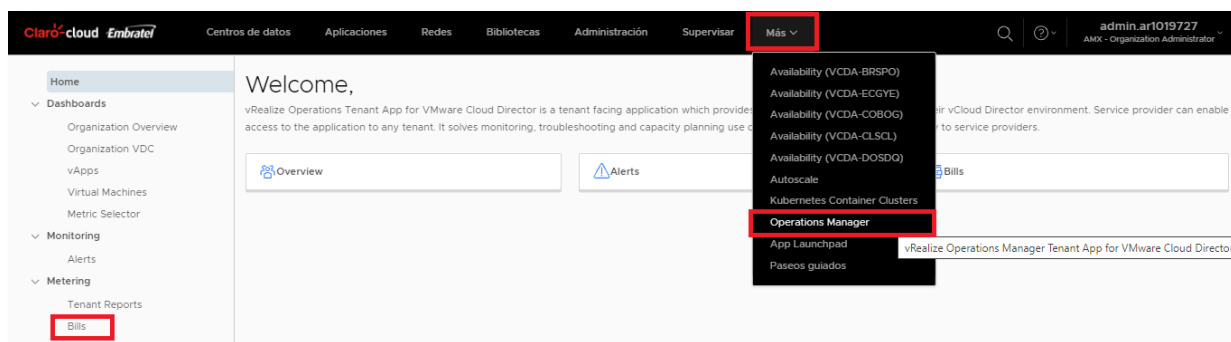 Claro-cloud Embratel
Centros de datos
Aplicaciones
Redes
Bibliotecas
Administración
Supervisar
Más
admin.ar1019727
AMX - Organization Administrator
Home
Dashboards
Organization Overview
Organization VDC
vApps
Virtual Machines
Metric Selector
Monitoring
Alerts
Metering
Tenant Reports
Bills
Welcome,
vRealize Operations Tenant App for VMware Cloud Director is a tenant facing application which provides
eir vCloud Director environment. Service provider can enable
access to the application to any tenant. It solves monitoring, troubleshooting and capacity planning use c
y to service providers.
Overview
Alerts
Bills
Availability (VCDA-BRSPO)
Availability (VCDA-ECGYE)
Availability (VCDA-COBOG)
Availability (VCDA-CLSCL)
Availability (VCDA-DOSDQ)
Autoscale
Kubernetes Container Clusters
Operations Manager
App Launchpad
Paseos guiados
vRealize Operations Manager Tenant App for VMware Cloud Directo